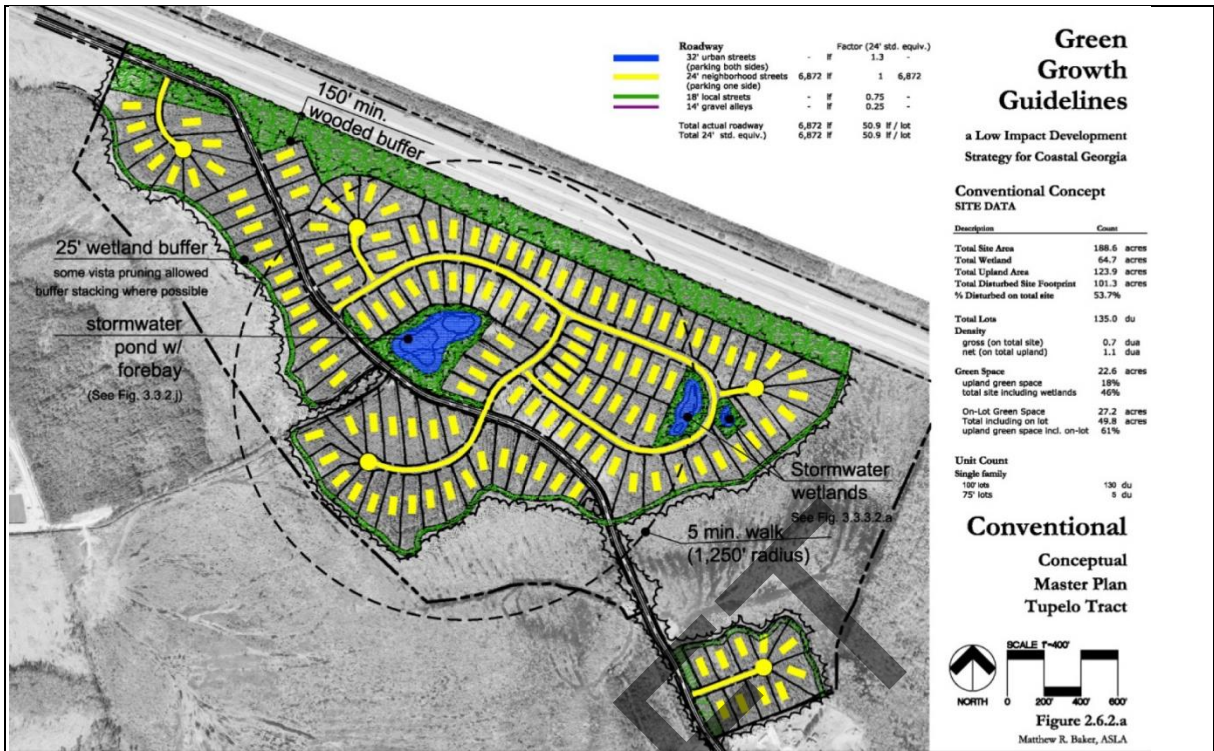 Roadway Factor (24' std. equiv.)
32' urban streets - lf 1.3 -
(parking both sides)
24' neighborhood streets 6,872 lf 1 6,872
(parking one side)
18' local streets - lf 0.75 -
14' gravel alleys - lf 0.25 -
Total actual roadway 6,872 lf 50.9 lf / lot
Total 24' std. equiv.) 6,872 lf 50.9 lf / lot
150' min.
wooded buffer
25' wetland buffer
some vista pruning allowed
buffer stacking where possible
stormwater
pond w/
forebay
(See Fig. 3.3.2.j)
Stormwater
wetlands
See Fig. 3.3.3.2.a
5 min. walk
(1,250' radius)
Green
Growth
Guidelines
a Low Impact Development
Strategy for Coastal Georgia
Conventional Concept
SITE DATA
Description Count
Total Site Area 188.6 acres
Total Wetland 64.7 acres
Total Upland Area 123.9 acres
Total Disturbed Site Footprint 101.3 acres
% Disturbed on total site 53.7%
Total Lots 135.0 du
Density
gross (on total site) 0.7 dua
net (on total upland) 1.1 dua
Green Space 22.6 acres
upland green space 18%
total site including wetlands 46%
On-Lot Green Space 27.2 acres
Total including on lot 49.8 acres
upland green space incl. on-lot 61%
Unit Count
Single family
100' lots 130 du
75' lots 5 du
Conventional
Conceptual
Master Plan
Tupelo Tract
SCALE 1"=400'
NORTH 0 200' 400' 600'
Figure 2.6.2.a
Matthew R. Baker, ASLA